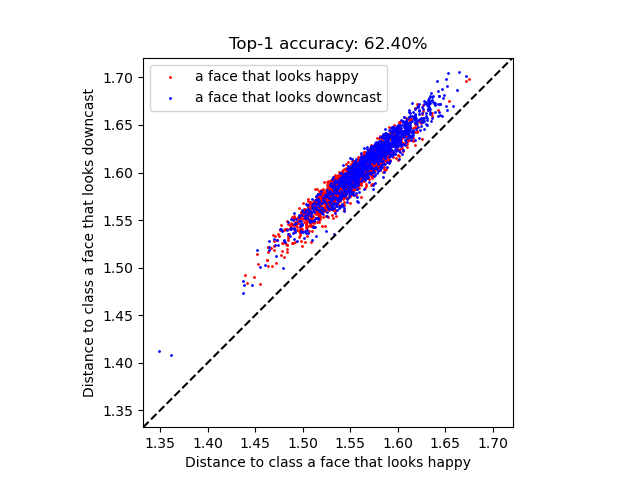 Top-1 accuracy: 62.40%
a face that looks happy
a face that looks downcast
Distance to class a face that looks downcast
1.70
1.65
1.60
1.55
1.50
1.45
1.40
1.35
1.35 1.40 1.45 1.50 1.55 1.60 1.65 1.70
Distance to class a face that looks happy